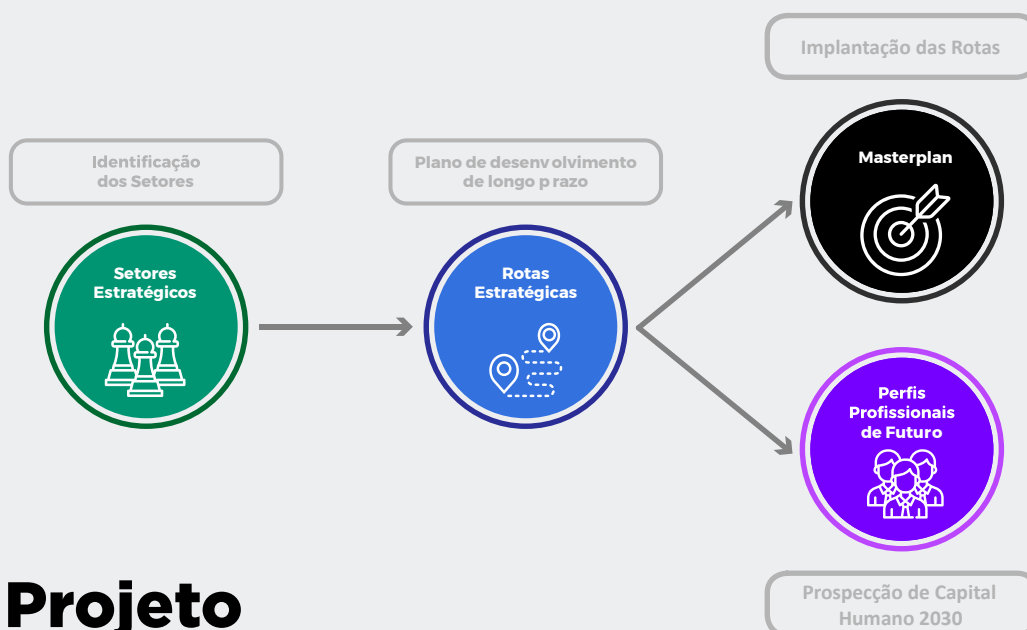 Implantação das Rotas
Masterplan
Identificação
dos Setores
Plano de desenv olvimento
de longo p razo
Setores
Estratégicos
Rotas
Estratégicas
Perfis
Profissionais
de Futuro
Prospecção de Capital
Humano 2030
Projeto